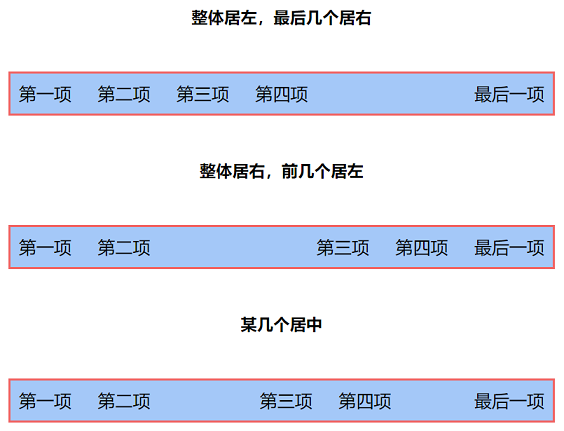 整体居左，最后几个居右
第一项 第二项 第三项 第四项 最后一项
整体居右，前几个居左
第一项 第二项 第三项 第四项 最后一项
某几个居中
第一项 第二项 第三项 第四项 最后一项